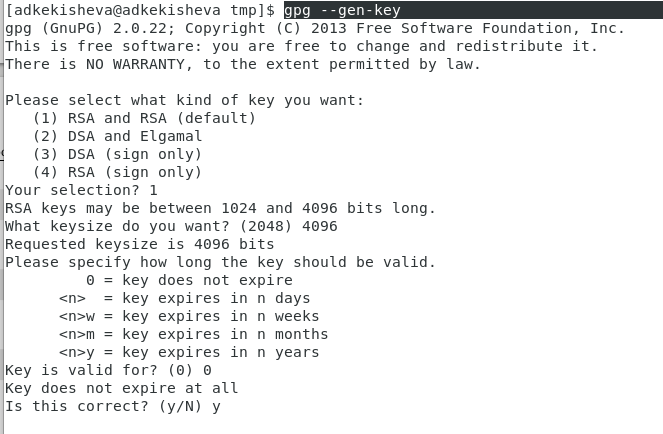 [adkekisheva@adkekisheva tmp]$ gpg --gen-key
gpg (GnuPG) 2.0.22; Copyright (C) 2013 Free Software Foundation, Inc.
This is free software: you are free to change and redistribute it.
There is NO WARRANTY, to the extent permitted by law.

Please select what kind of key you want:
   (1) RSA and RSA (default)
   (2) DSA and Elgamal
   (3) DSA (sign only)
   (4) RSA (sign only)
Your selection? 1
RSA keys may be between 1024 and 4096 bits long.
What keysize do you want? (2048) 4096
Requested keysize is 4096 bits
Please specify how long the key should be valid.
         0 = key does not expire
      <n>  = key expires in n days
      <n>w = key expires in n weeks
      <n>m = key expires in n months
      <n>y = key expires in n years
Key is valid for? (0) 0
Key does not expire at all
Is this correct? (y/N) y